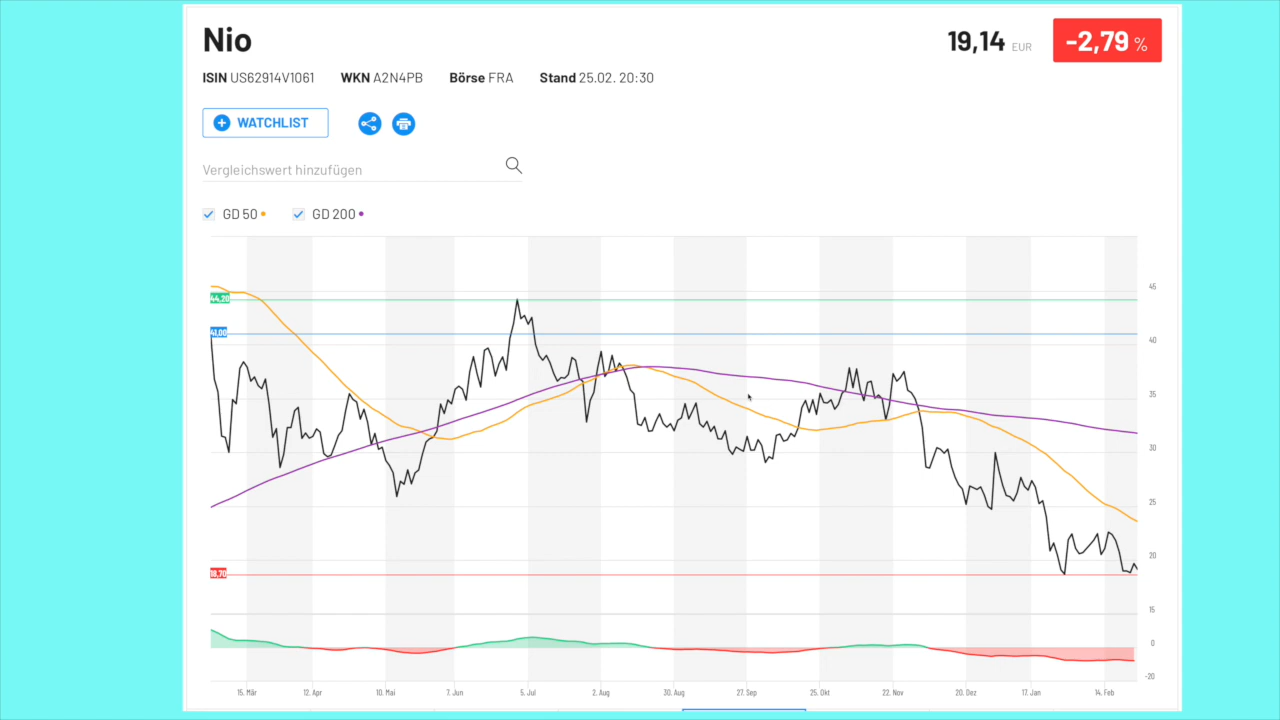 Nio
19,14 EUR
-2,79 %
ISIN US62914V1061 WKN A2N4PB Börse FRA Stand 25.02. 20:30
WATCHLIST
Vergleichswert hinzufügen
GD 50 GD 200
45
44,20
41,00
40
35
30
25
20
18,70
15
0
-20
15. Mär 12. Apr 10. Mai 7. Jun 5. Jul 2. Aug 30. Aug 27. Sep 25. Okt 22. Nov 20. Dez 17. Jan 14. Feb